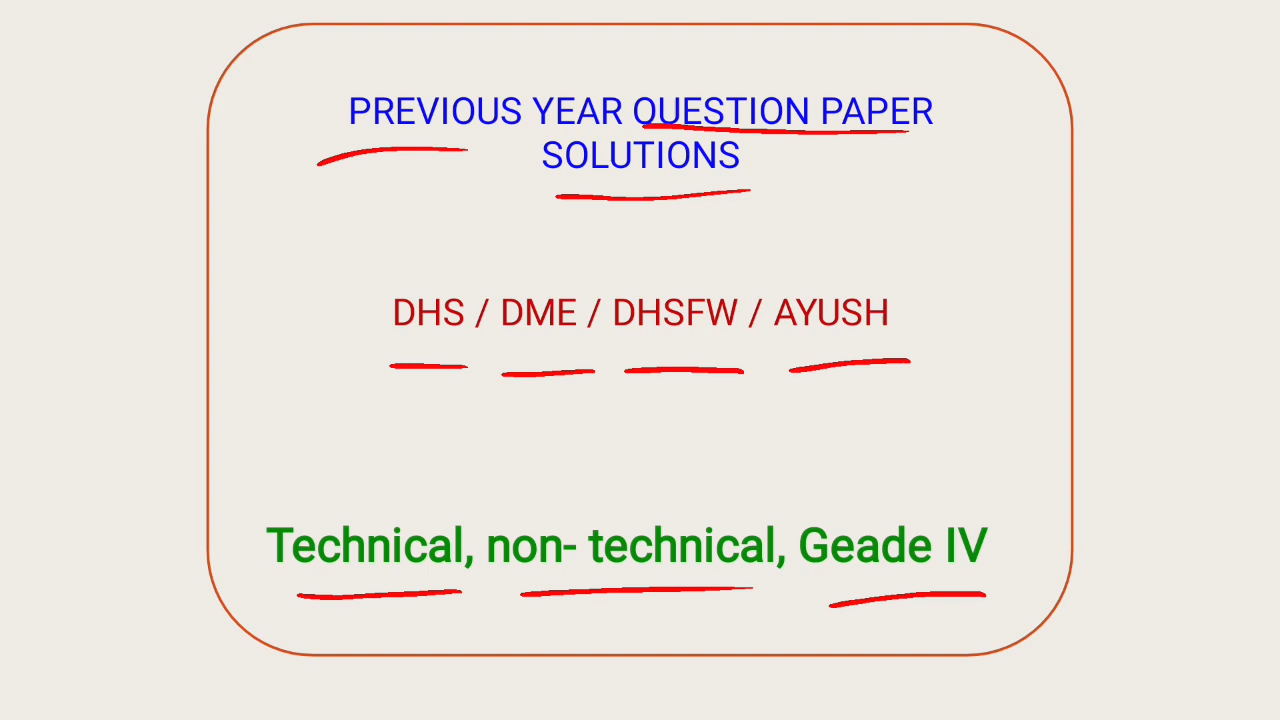 PREVIOUS YEAR QUESTION PAPER
SOLUTIONS
DHS / DME / DHSFW / AYUSH
Technical, non- technical, Geade IV